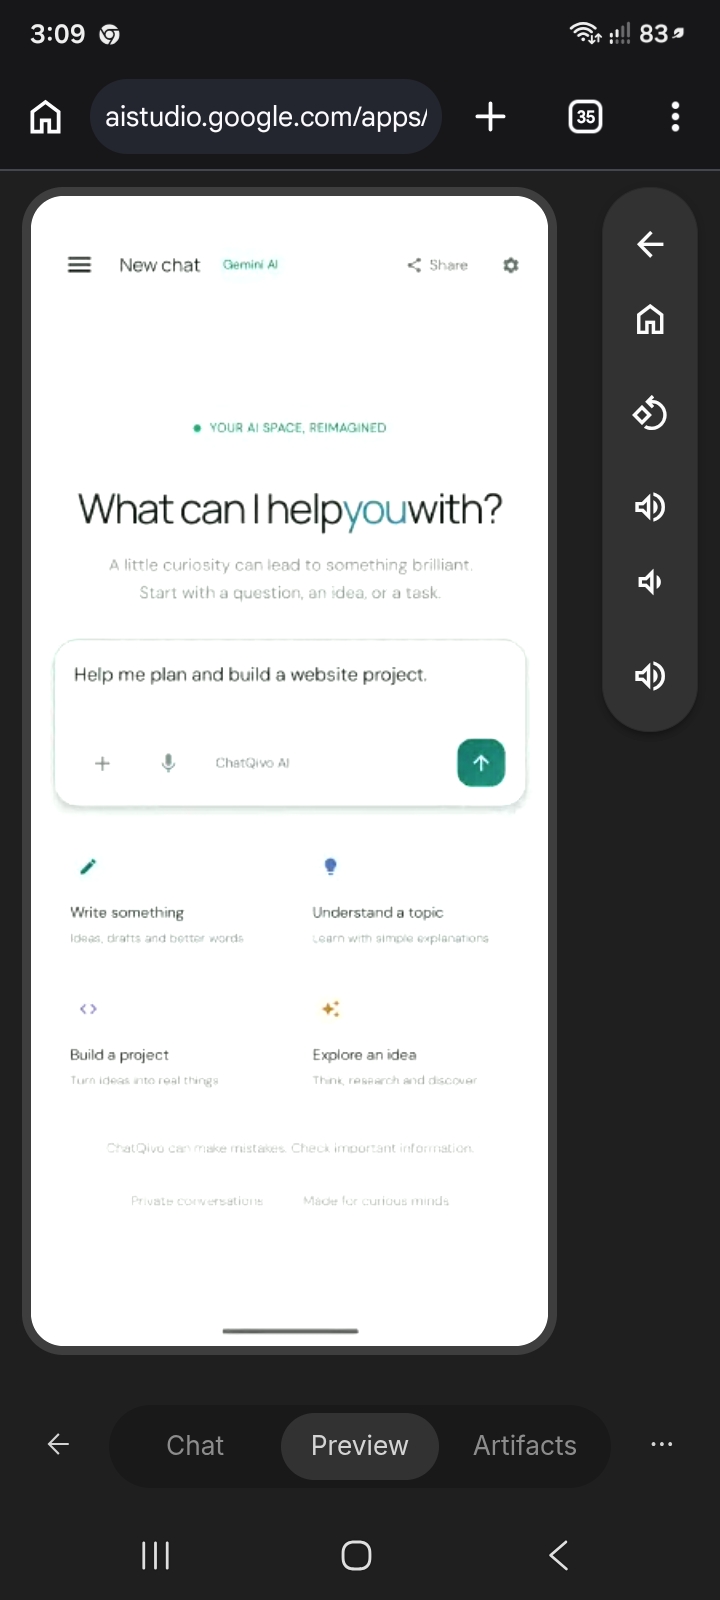 3:09
83
aistudio.google.com/apps/
35
New chat
Gemini AI
Share
YOUR AI SPACE, REIMAGINED
What can I help you with?
A little curiosity can lead to something brilliant.
Start with a question, an idea, or a task.
Help me plan and build a website project.
ChatQivo AI
Write something
Ideas, drafts and better words
Understand a topic
Learn with simple explanations
Build a project
Turn ideas into real things
Explore an idea
Think, research and discover
ChatQivo can make mistakes. Check important information.
Private conversations
Made for curious minds
Chat
Preview
Artifacts